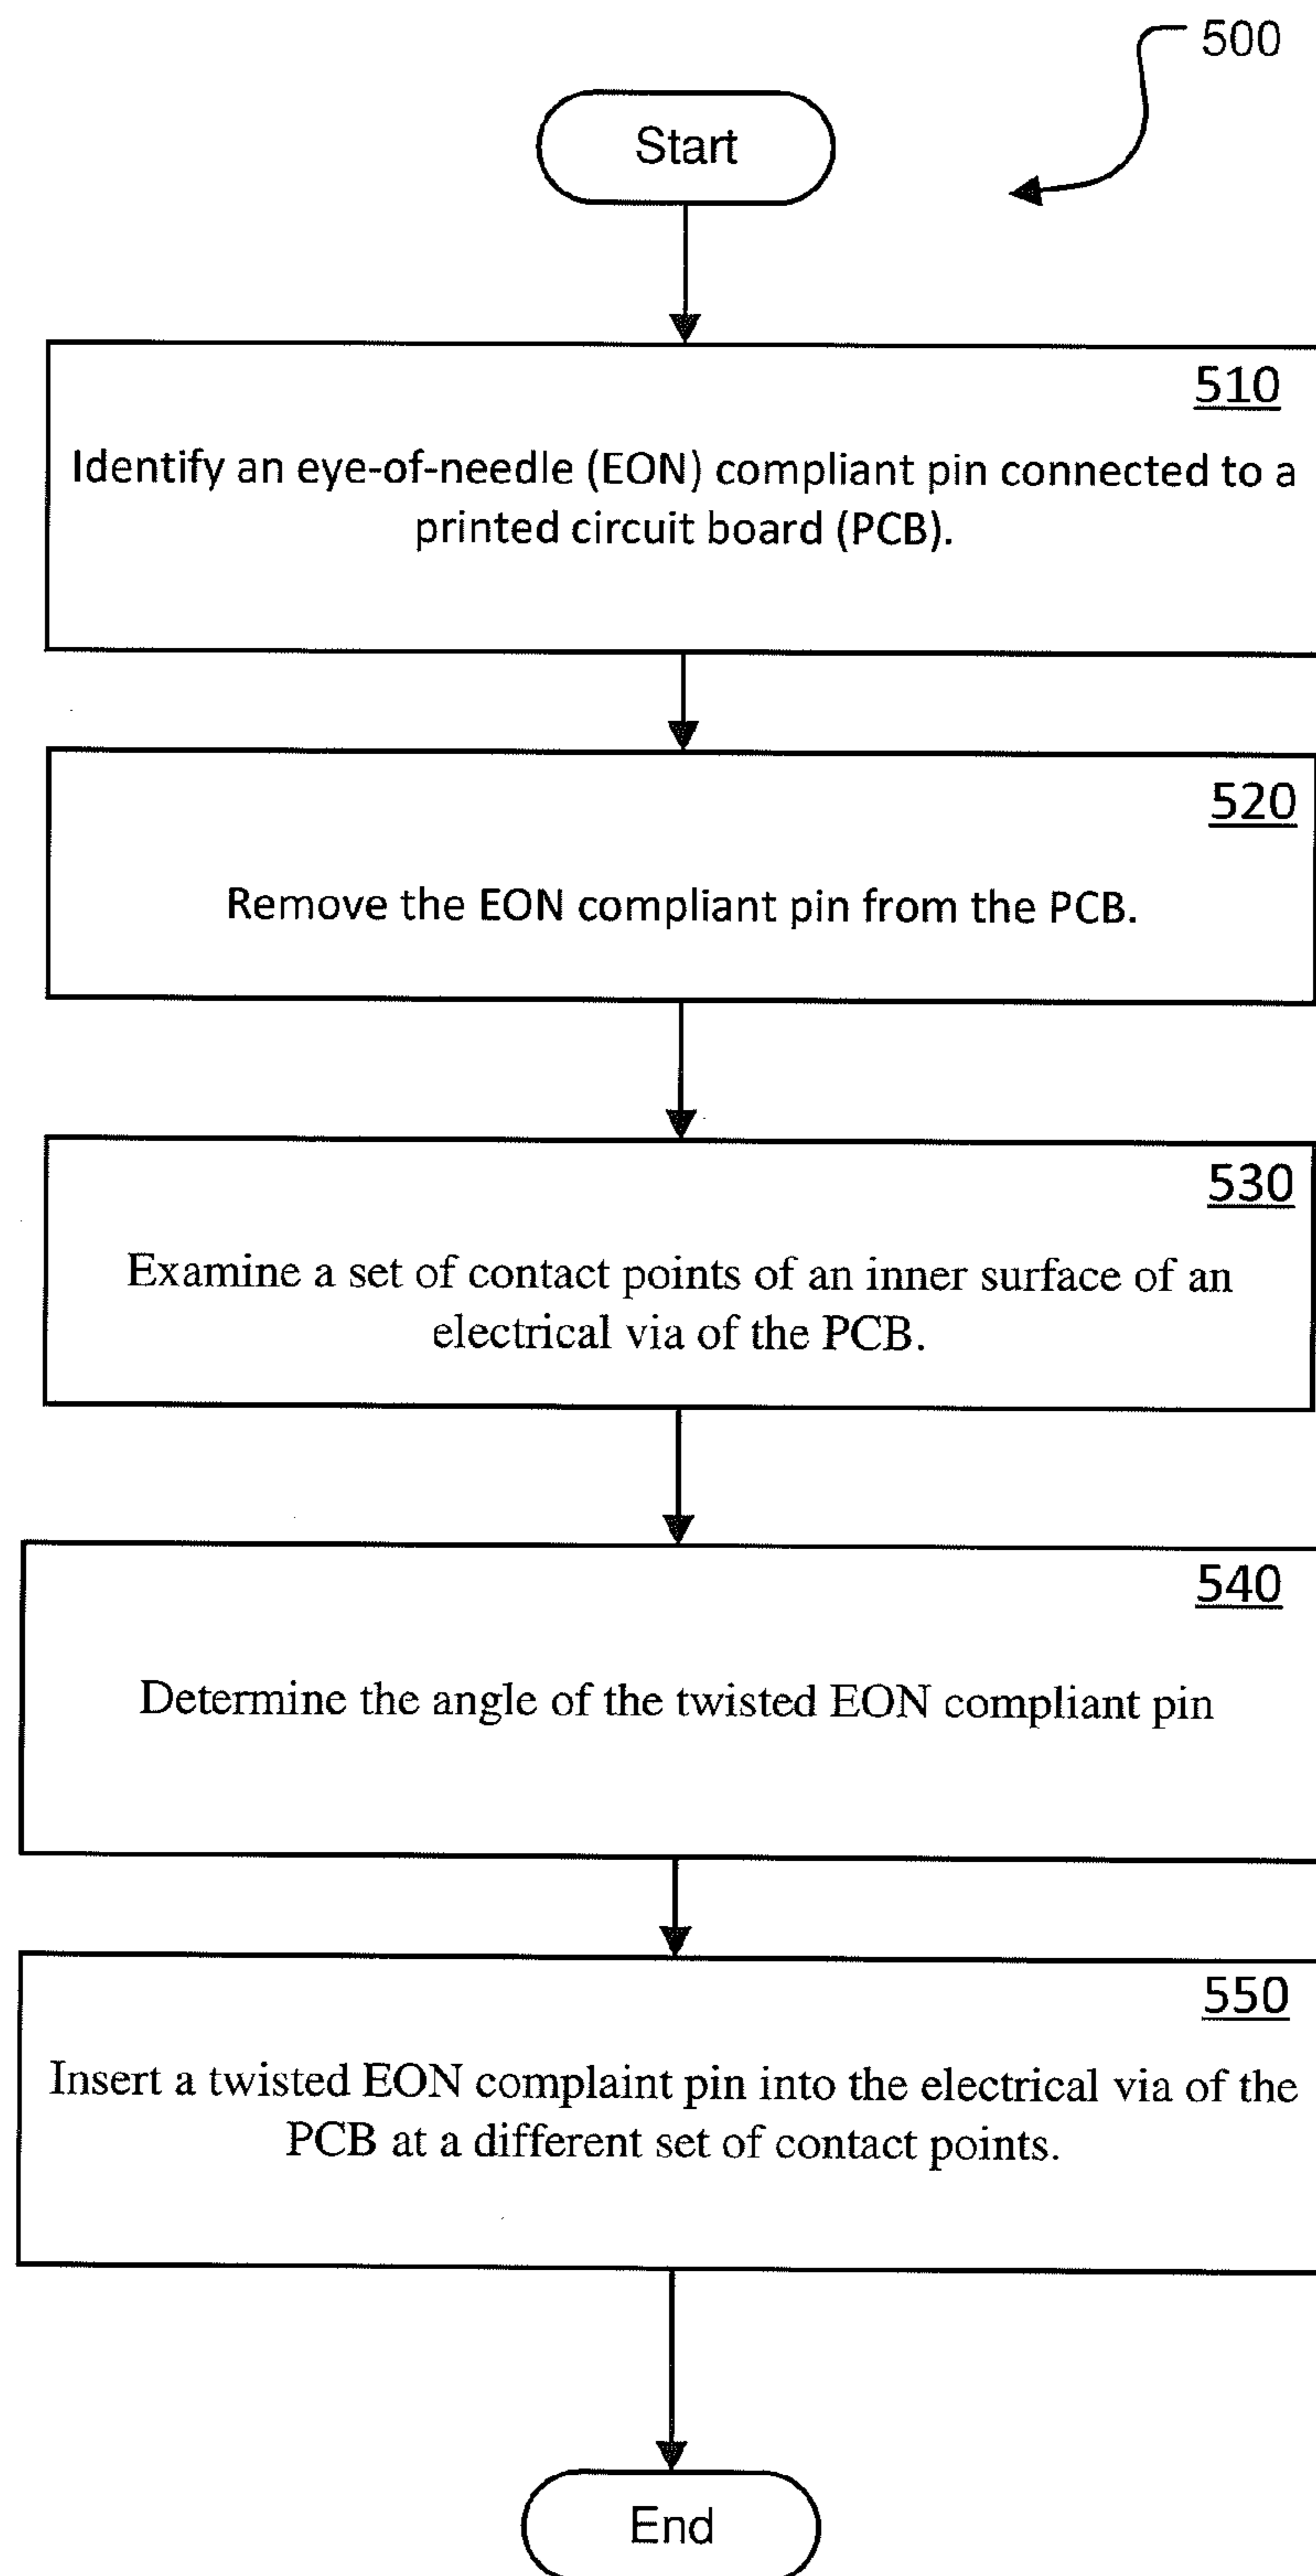 500
Start
510
Identify an eye-of-needle (EON) compliant pin connected to a
printed circuit board (PCB).
520
Remove the EON compliant pin from the PCB.
530
Examine a set of contact points of an inner surface of an
electrical via of the PCB.
540
Determine the angle of the twisted EON compliant pin
550
Insert a twisted EON complaint pin into the electrical via of the
PCB at a different set of contact points.
End